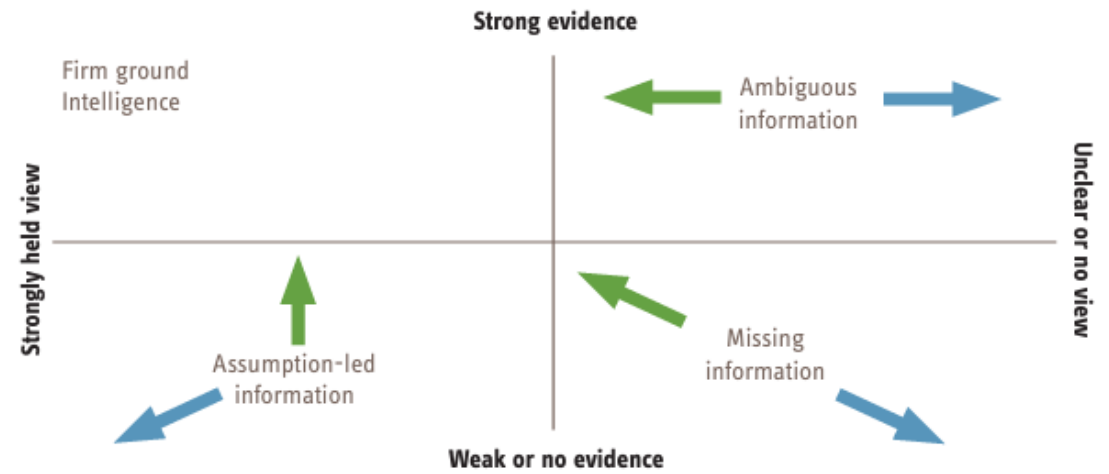 Strong evidence
Firm ground
Intelligence
Ambiguous
information
Strongly held view
Unclear or no view
Assumption-led
information
Missing
information
Weak or no evidence